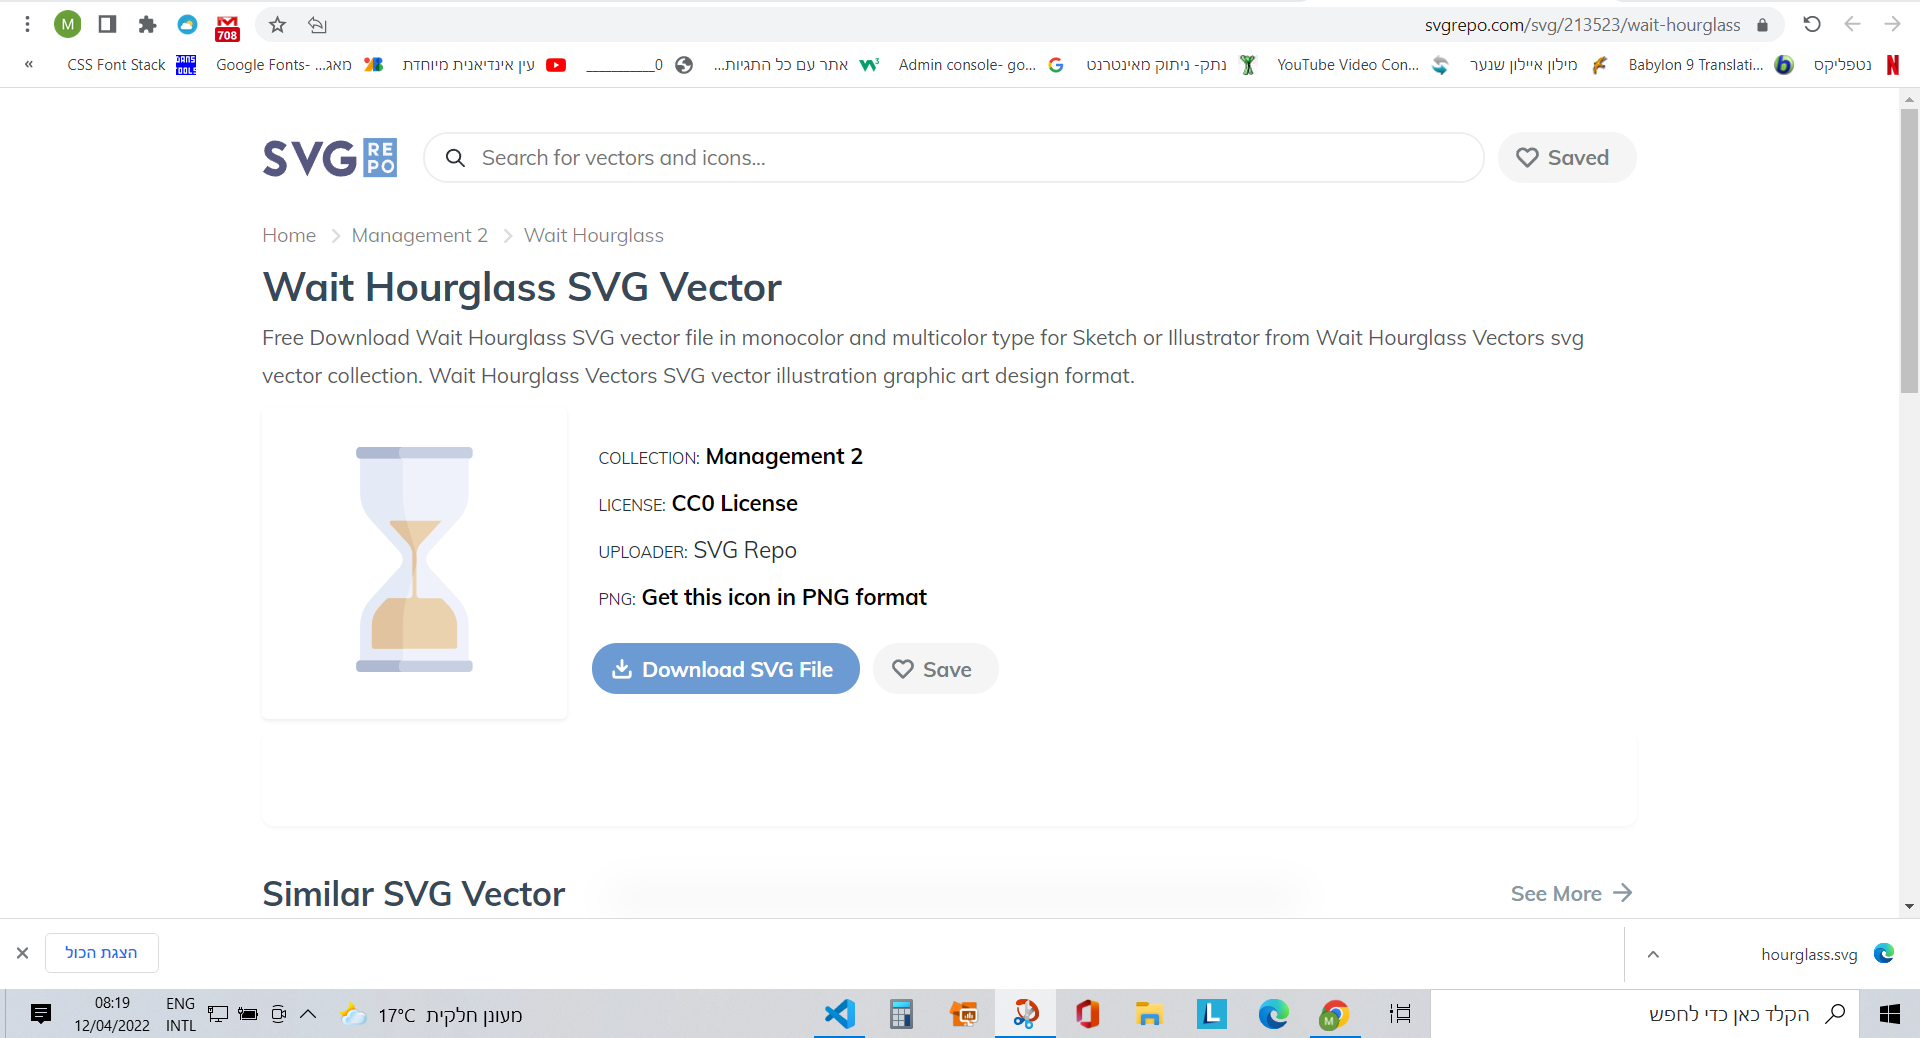 M
708
svgrepo.com/svg/213523/wait-hourglass
«
CSS Font Stack
DANS TOOLS
Google Fonts- מאג...
עין אינדיאנית מיוחדת
___________0
אתר עם כל התגיות...
Admin console- go...
נתק- ניתוק מאינטרנט
YouTube Video Con...
מילון איילון שנער
Babylon 9 Translati...
נטפליקס
SVG REPO
Search for vectors and icons...
Saved
Home
Management 2
Wait Hourglass
Wait Hourglass SVG Vector
Free Download Wait Hourglass SVG vector file in monocolor and multicolor type for Sketch or Illustrator from Wait Hourglass Vectors svg
vector collection. Wait Hourglass Vectors SVG vector illustration graphic art design format.
COLLECTION: Management 2
LICENSE: CC0 License
UPLOADER: SVG Repo
PNG: Get this icon in PNG format
Download SVG File
Save
Similar SVG Vector
See More
הצגת הכול
hourglass.svg
08:19
12/04/2022
ENG
INTL
17°C מעונן חלקית
הקלד כאן כדי לחפש